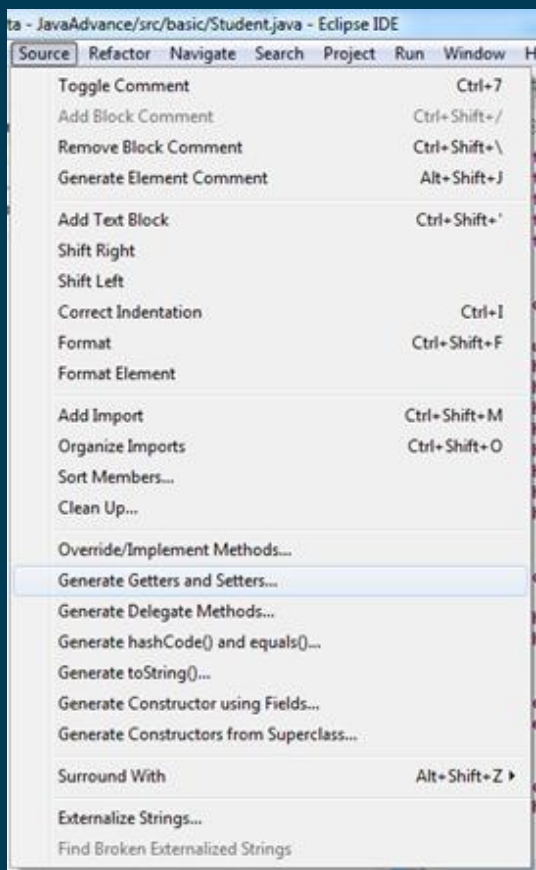 ta - JavaAdvance/src/basic/Student.java - Eclipse IDE
Source Refactor Navigate Search Project Run Window H
Toggle Comment Ctrl+7
Add Block Comment Ctrl+Shift+/
Remove Block Comment Ctrl+Shift+\
Generate Element Comment Alt+Shift+J
Add Text Block Ctrl+Shift+'
Shift Right
Shift Left
Correct Indentation Ctrl+I
Format Ctrl+Shift+F
Format Element
Add Import Ctrl+Shift+M
Organize Imports Ctrl+Shift+O
Sort Members...
Clean Up...
Override/Implement Methods...
Generate Getters and Setters...
Generate Delegate Methods...
Generate hashCode() and equals()...
Generate toString()...
Generate Constructor using Fields...
Generate Constructors from Superclass...
Surround With Alt+Shift+Z
Externalize Strings...
Find Broken Externalized Strings